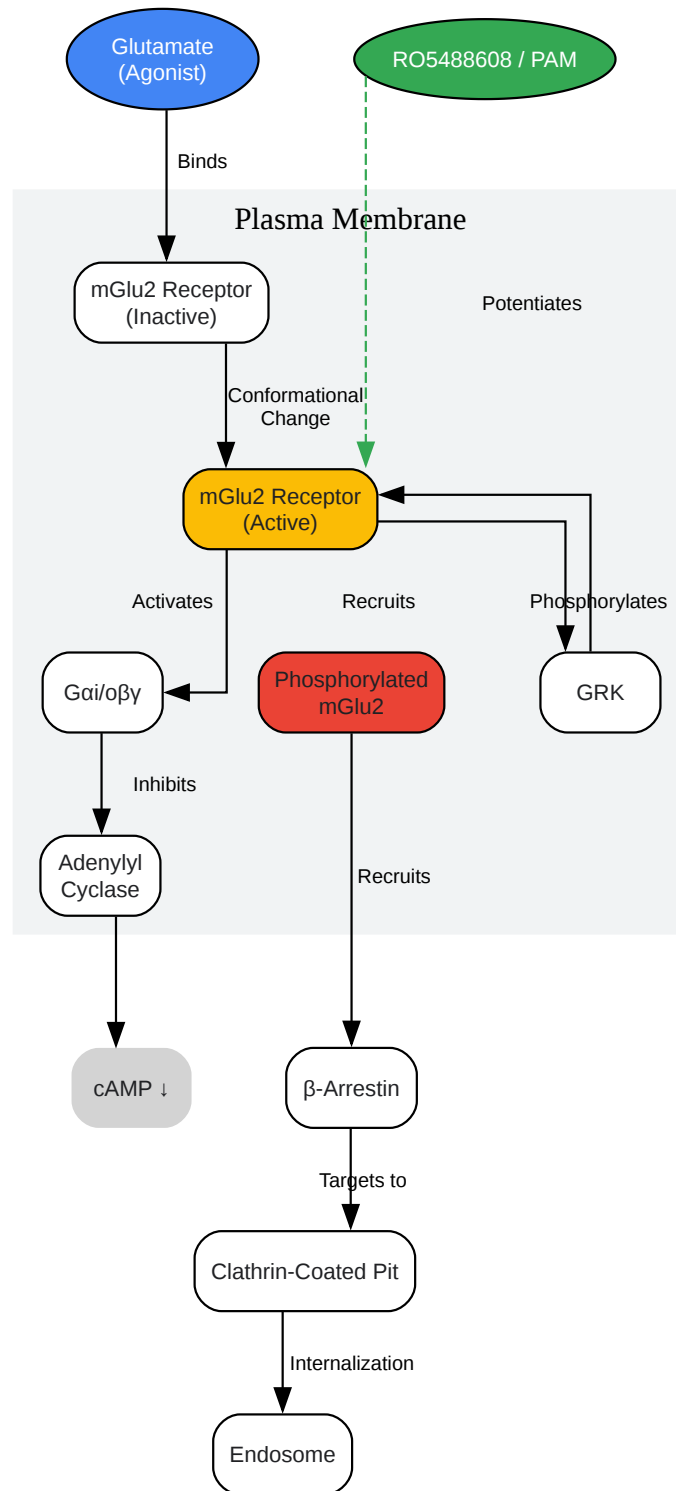 Glutamate
(Agonist)
RO5488608 / PAM
Binds
Plasma Membrane
mGlu2 Receptor
(Inactive)
Potentiates
Conformational
Change
mGlu2 Receptor
(Active)
Activates
Recruits
Phosphorylates
Gαi/oβγ
Phosphorylated
mGlu2
GRK
Inhibits
Adenylyl
Cyclase
Recruits
cAMP ↓
β-Arrestin
Targets to
Clathrin-Coated Pit
Internalization
Endosome